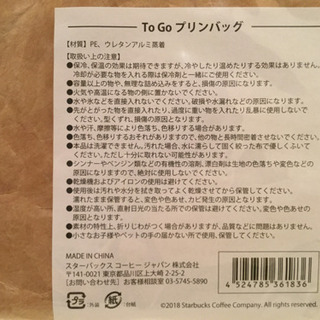 To Go プリンバッグ
【材質】PE、ウレタンアルミ蒸着
【取扱い上の注意】
●保冷、保温の効果は期待できますが、冷やしたり温めたりする効果はありません。
冷却が必要な物を入れる際は保冷剤と一緒にご使用ください。
●容量以上の物や、無理な詰め込みをすると、損傷の原因になります。
●火気や高温になる物の側に置かないでください。
●水や氷などを直接入れないでください。破損や水漏れなどの原因になります。
●先がとがった物を直接入れたり、当てたり、重い物を入れたり、乱暴に使用しないで
ください。型くずれ、損傷の原因になります。
●水や汗、摩擦等により色落ち、色移りする場合があります。
●色落ち、色移りするおそれがありますので、他の物と長時間密着させないでください。
●本品は洗濯できません。汚れた場合、水に濡らして固く絞った布で優しくふいて
ください。ただし十分に取れない可能性があります。
●シンナーやベンジン類などの有機性の溶剤、漂白剤は生地の色落ちや変色などの
原因になりますので、絶対に使用しないでください。
●乾燥機およびアイロンの使用は避けてください。
●使用後は汚れや水分を拭き取ってよく乾燥させてから保管してください。
濡れたまま保管すると、変色や色あせ、カビ発生の原因となります。
●湿度が高い所、直射日光の当たる所での保管は避けてください。変色や色あせの
原因となります。
●素材の特性上、折りじわがつく場合がありますが、品質などに問題はありません。
●小さなお子様やペットの手の届かない所で、使用・保管してください。
MADE IN CHINA
スターバックス コーヒー ジャパン 株式会社
〒141-0021 東京都品川区上大崎 2-25-2
【お問い合わせ先】お客様相談室 03-5745-5890
4 524785 361836
プラ
:外装
紙
:台紙
©2018 Starbucks Coffee Company. All rights reserved.